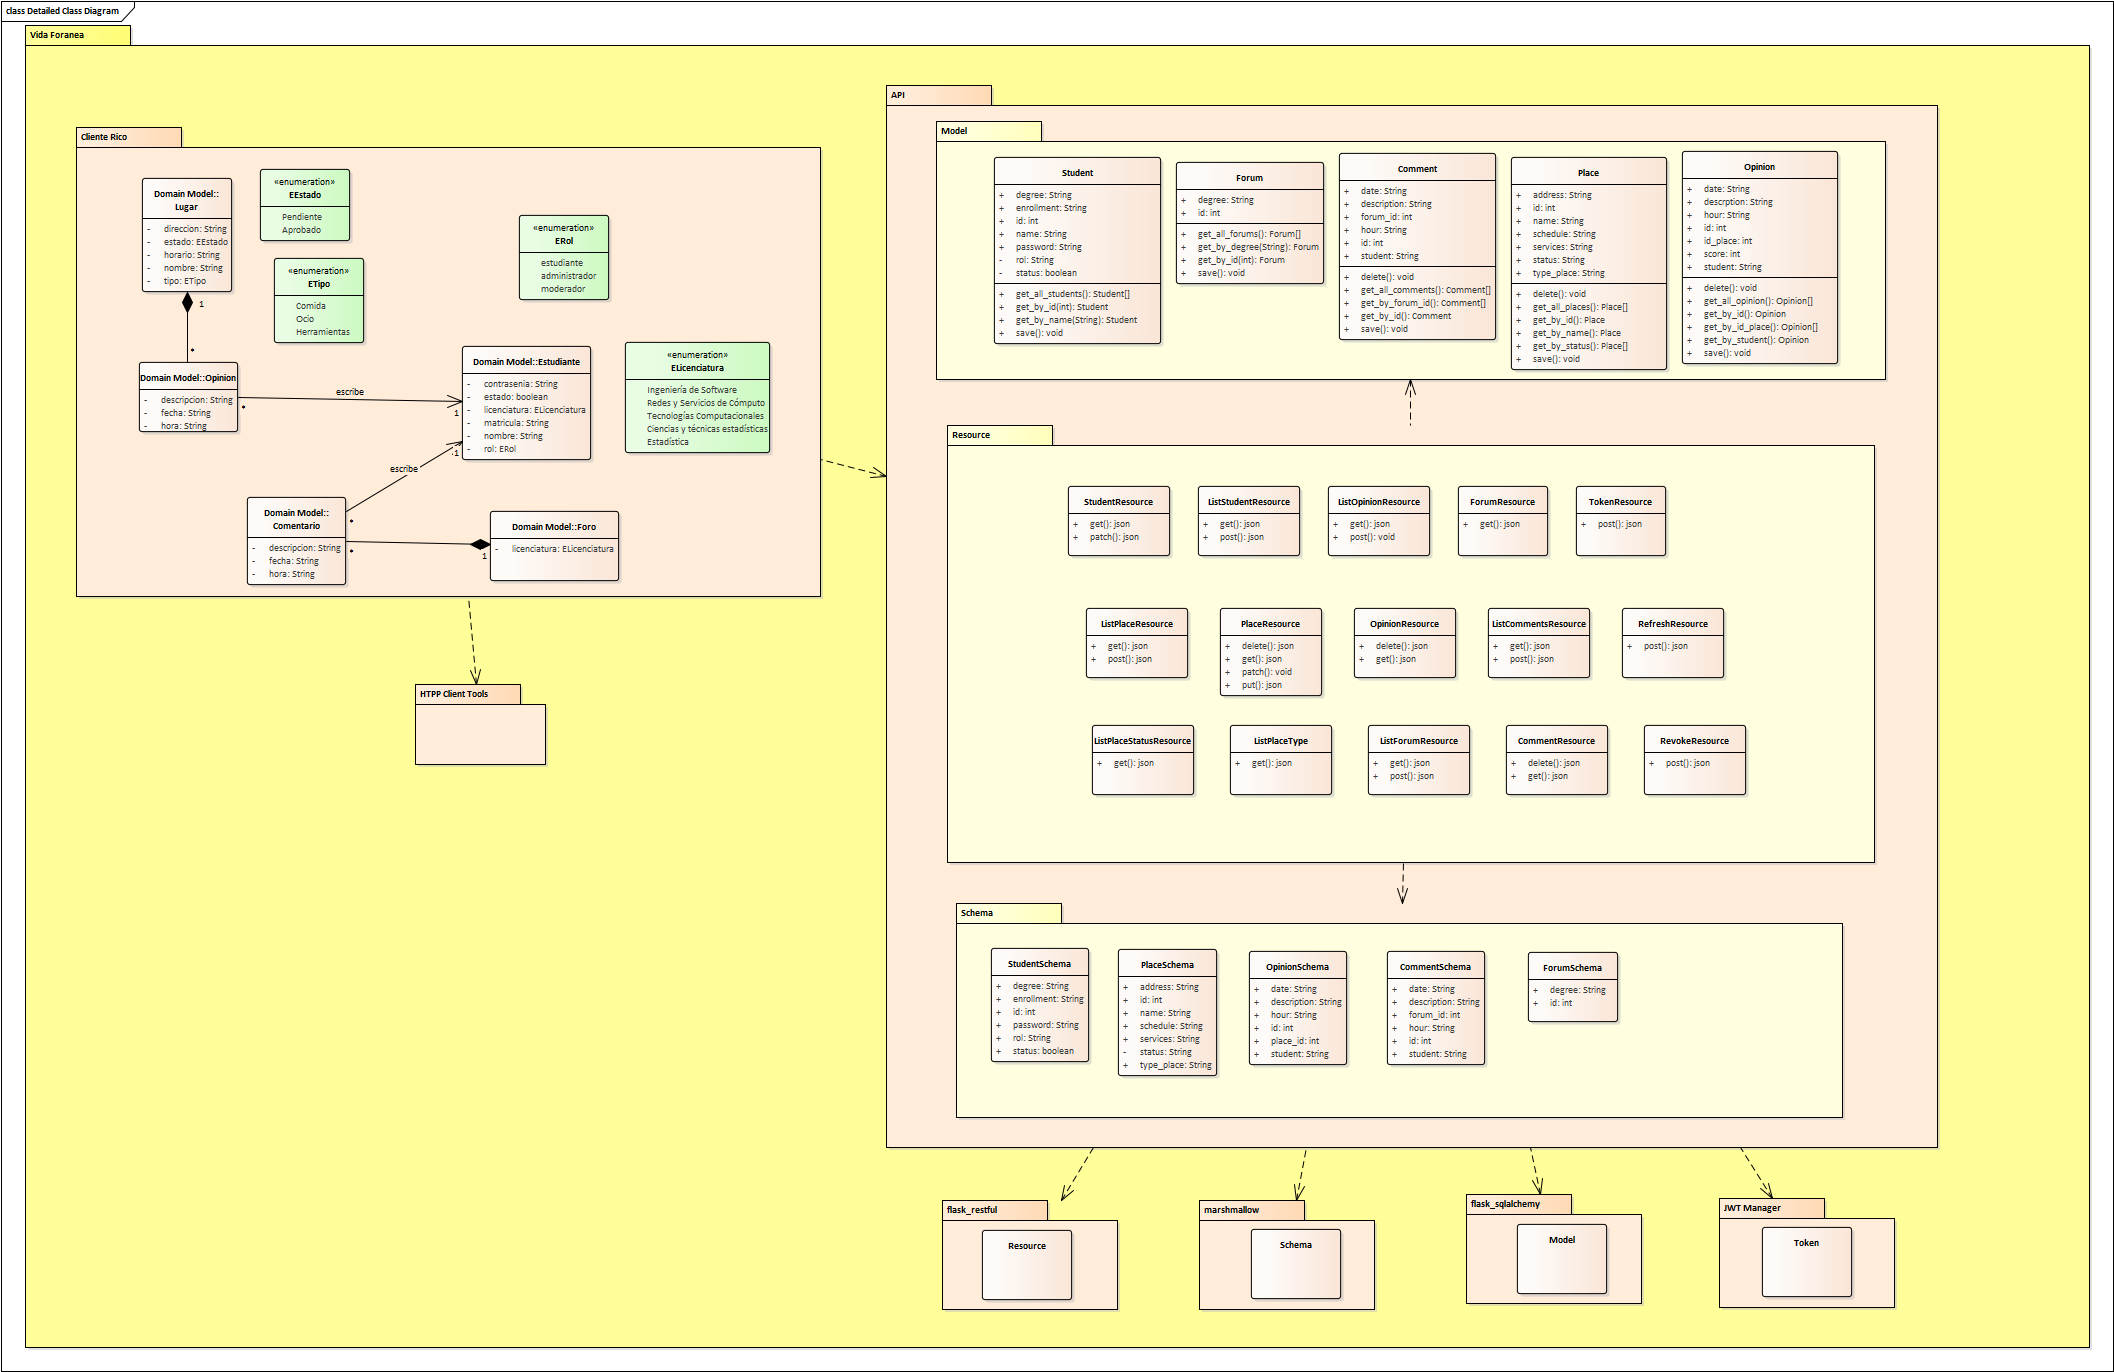 class Detailed Class Diagram
Vida Foranea
Cliente Rico
Domain Model::
Lugar
- direccion: String
- estado: EEstado
- horario: String
- nombre: String
- tipo: ETipo
«enumeration»
EEstado
Pendiente
Aprobado
«enumeration»
ETipo
Comida
Ocio
Herramientas
«enumeration»
ERol
estudiante
administrador
moderador
1
*
Domain Model::Opinion
- descripcion: String
- fecha: String
- hora: String
*
escribe
1
Domain Model::Estudiante
- contrasenia: String
- estado: boolean
- licenciatura: ELicenciatura
- matricula: String
- nombre: String
- rol: ERol
«enumeration»
ELicenciatura
Ingeniería de Software
Redes y Servicios de Cómputo
Tecnologías Computacionales
Ciencias y técnicas estadísticas
Estadística
escribe
1
Domain Model::
Comentario
- descripcion: String
- fecha: String
- hora: String
*
*
1
Domain Model::Foro
- licenciatura: ELicenciatura
HTPP Client Tools
API
Model
Student
+ degree: String
+ enrollment: String
+ id: int
+ name: String
+ password: String
- rol: String
- status: boolean
+ get_all_students(): Student[]
+ get_by_id(int): Student
+ get_by_name(String): Student
+ save(): void
Forum
+ degree: String
+ id: int
+ get_all_forums(): Forum[]
+ get_by_degree(String): Forum
+ get_by_id(int): Forum
+ save(): void
Comment
+ date: String
+ description: String
+ forum_id: int
+ hour: String
+ id: int
+ student: String
+ delete(): void
+ get_all_comments(): Comment[]
+ get_by_forum_id(): Comment[]
+ get_by_id(): Comment
+ save(): void
Place
+ address: String
+ id: int
+ name: String
+ schedule: String
+ services: String
+ status: String
+ type_place: String
+ delete(): void
+ get_all_places(): Place[]
+ get_by_id(): Place
+ get_by_name(): Place
+ get_by_status(): Place[]
+ save(): void
Opinion
+ date: String
+ descrption: String
+ hour: String
+ id: int
+ id_place: int
+ score: int
+ student: String
+ delete(): void
+ get_all_opinion(): Opinion[]
+ get_by_id(): Opinion
+ get_by_id_place(): Opinion[]
+ get_by_student(): Opinion
+ save(): void
Resource
StudentResource
+ get(): json
+ patch(): json
ListStudentResource
+ get(): json
+ post(): json
ListOpinionResource
+ get(): json
+ post(): void
ForumResource
+ get(): json
TokenResource
+ post(): json
ListPlaceResource
+ get(): json
+ post(): json
PlaceResource
+ delete(): json
+ get(): json
+ patch(): void
+ put(): json
OpinionResource
+ delete(): json
+ get(): json
ListCommentsResource
+ get(): json
+ post(): json
RefreshResource
+ post(): json
ListPlaceStatusResource
+ get(): json
ListPlaceType
+ get(): json
ListForumResource
+ get(): json
+ post(): json
CommentResource
+ delete(): json
+ get(): json
RevokeResource
+ post(): json
Schema
StudentSchema
+ degree: String
+ enrollment: String
+ id: int
+ password: String
+ rol: String
+ status: boolean
PlaceSchema
+ address: String
+ id: int
+ name: String
+ schedule: String
+ services: String
- status: String
+ type_place: String
OpinionSchema
+ date: String
+ description: String
+ hour: String
+ id: int
+ place_id: int
+ student: String
CommentSchema
+ date: String
+ description: String
+ forum_id: int
+ hour: String
+ id: int
+ student: String
ForumSchema
+ degree: String
+ id: int
flask_restful
Resource
marshmallow
Schema
flask_sqlalchemy
Model
JWT Manager
Token